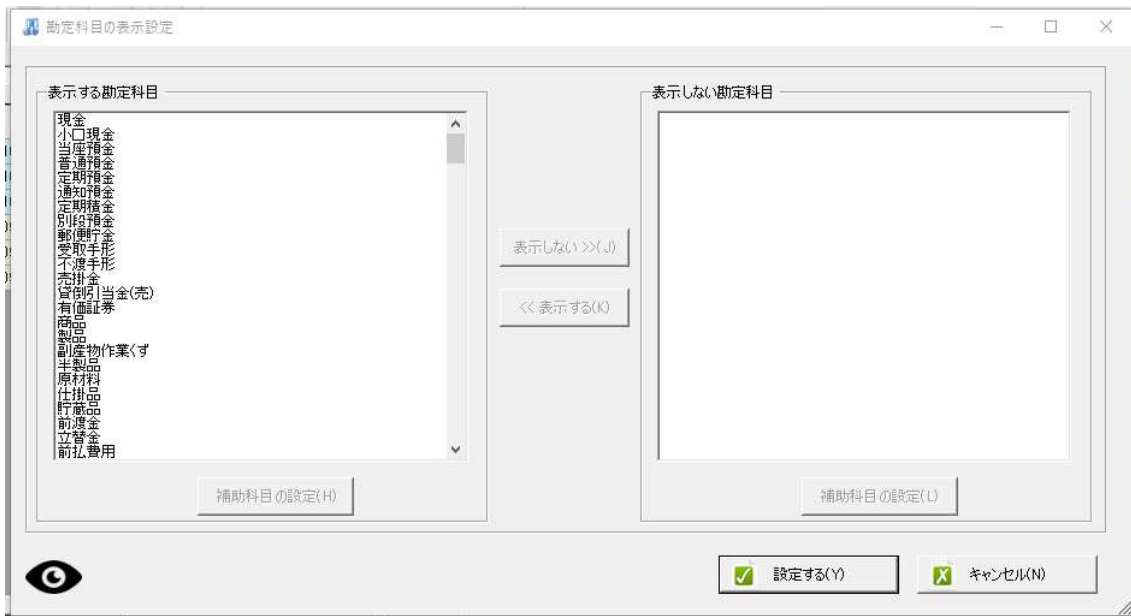 勘定科目の表示設定
表示する勘定科目
現金
小口現金
当座預金
普通預金
定期預金
通知預金
定期積金
別段預金
郵便貯金
受取手形
不渡手形
売掛金
貸倒引当金(売)
有価証券
商品
製品
副産物作業くず
半製品
原材料
仕掛品
貯蔵品
前渡金
立替金
前払費用
補助科目の設定(H)
表示しない >>(J)
<< 表示する(K)
表示しない勘定科目
補助科目の設定(L)
設定する(Y)
キャンセル(N)